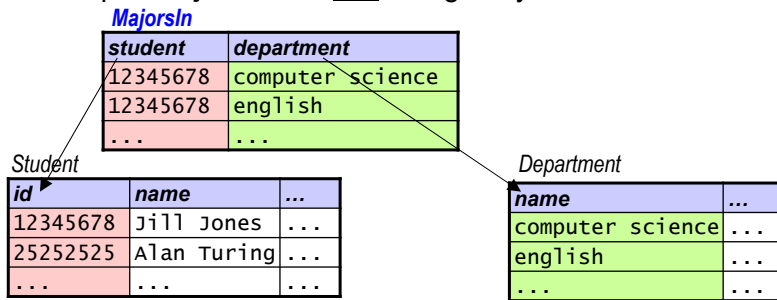 MajorsIn
student department
12345678 computer science
12345678 english
... ...
Student
id name ...
12345678 Jill Jones ...
25252525 Alan Turing ...
... ... ...
Department
name ...
computer science ...
english ...
... ...